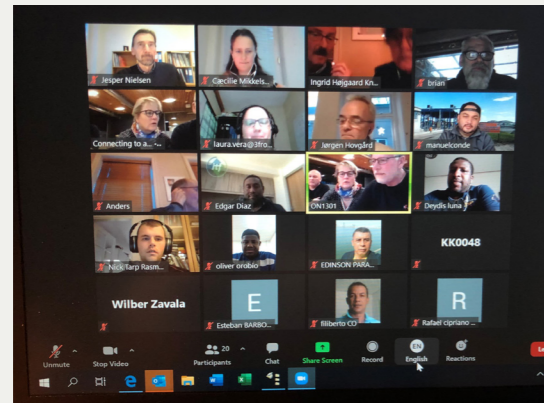 Jesper Nielsen
Cæcilie Mikkels...
Ingrid Højgaard Kn...
brian
Connecting to a...
laura.vera@3fro...
Jørgen Hovgård
manuelconde
Anders
Edgar Diaz
ON1301
Deydis luna
Nick Tarp Rasm...
oliver orobio
EDINSON PARA...
KK0048
Wilber Zavala
E
Esteban BARBO...
filiberto CO
R
Rafael cipriano ...
Unmute
Stop Video
20
Participants
Chat
Share Screen
Record
EN
English
Reactions
Le